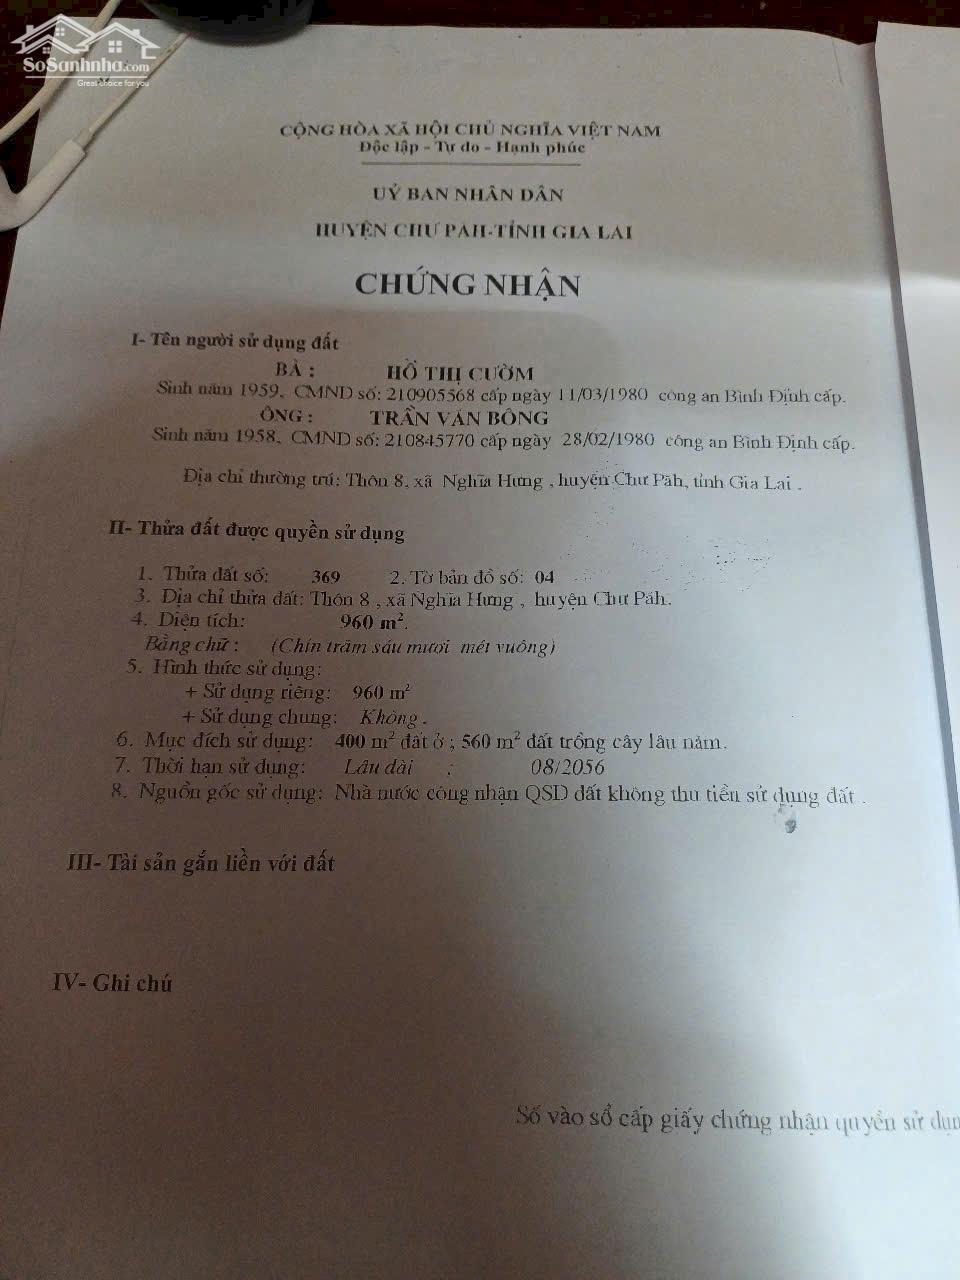 SoSanhnha.com
Great choice for you
CỘNG HÒA XÃ HỘI CHỦ NGHĨA VIỆT NAM
Độc lập - Tự do - Hạnh phúc
UỶ BAN NHÂN DÂN
HUYỆN CHƯ PĂH-TỈNH GIA LAI
CHỨNG NHẬN
I- Tên người sử dụng đất
BÀ : HỒ THỊ CƯỜM
Sinh năm 1959, CMND số: 210905568 cấp ngày 11/03/1980 công an Bình Định cấp.
ÔNG : TRẦN VĂN BÔNG
Sinh năm 1958, CMND số: 210845770 cấp ngày 28/02/1980 công an Bình Định cấp.
Địa chỉ thường trú: Thôn 8, xã Nghĩa Hưng , huyện Chư Păh, tỉnh Gia Lai .
II- Thửa đất được quyền sử dụng
1. Thửa đất số: 369 2. Tờ bản đồ số: 04
3. Địa chỉ thửa đất: Thôn 8 , xã Nghĩa Hưng , huyện Chư Păh.
4. Diện tích: 960 m².
Bằng chữ : (Chín trăm sáu mươi mét vuông)
5. Hình thức sử dụng:
+ Sử dụng riêng: 960 m²
+ Sử dụng chung: Không .
6. Mục đích sử dụng: 400 m² đất ở ; 560 m² đất trồng cây lâu năm.
7. Thời hạn sử dụng: Lâu dài ; 08/2056
8. Nguồn gốc sử dụng: Nhà nước công nhận QSD đất không thu tiền sử dụng đất .
III- Tài sản gắn liền với đất
IV- Ghi chú
Số vào sổ cấp giấy chứng nhận quyền sử dụn